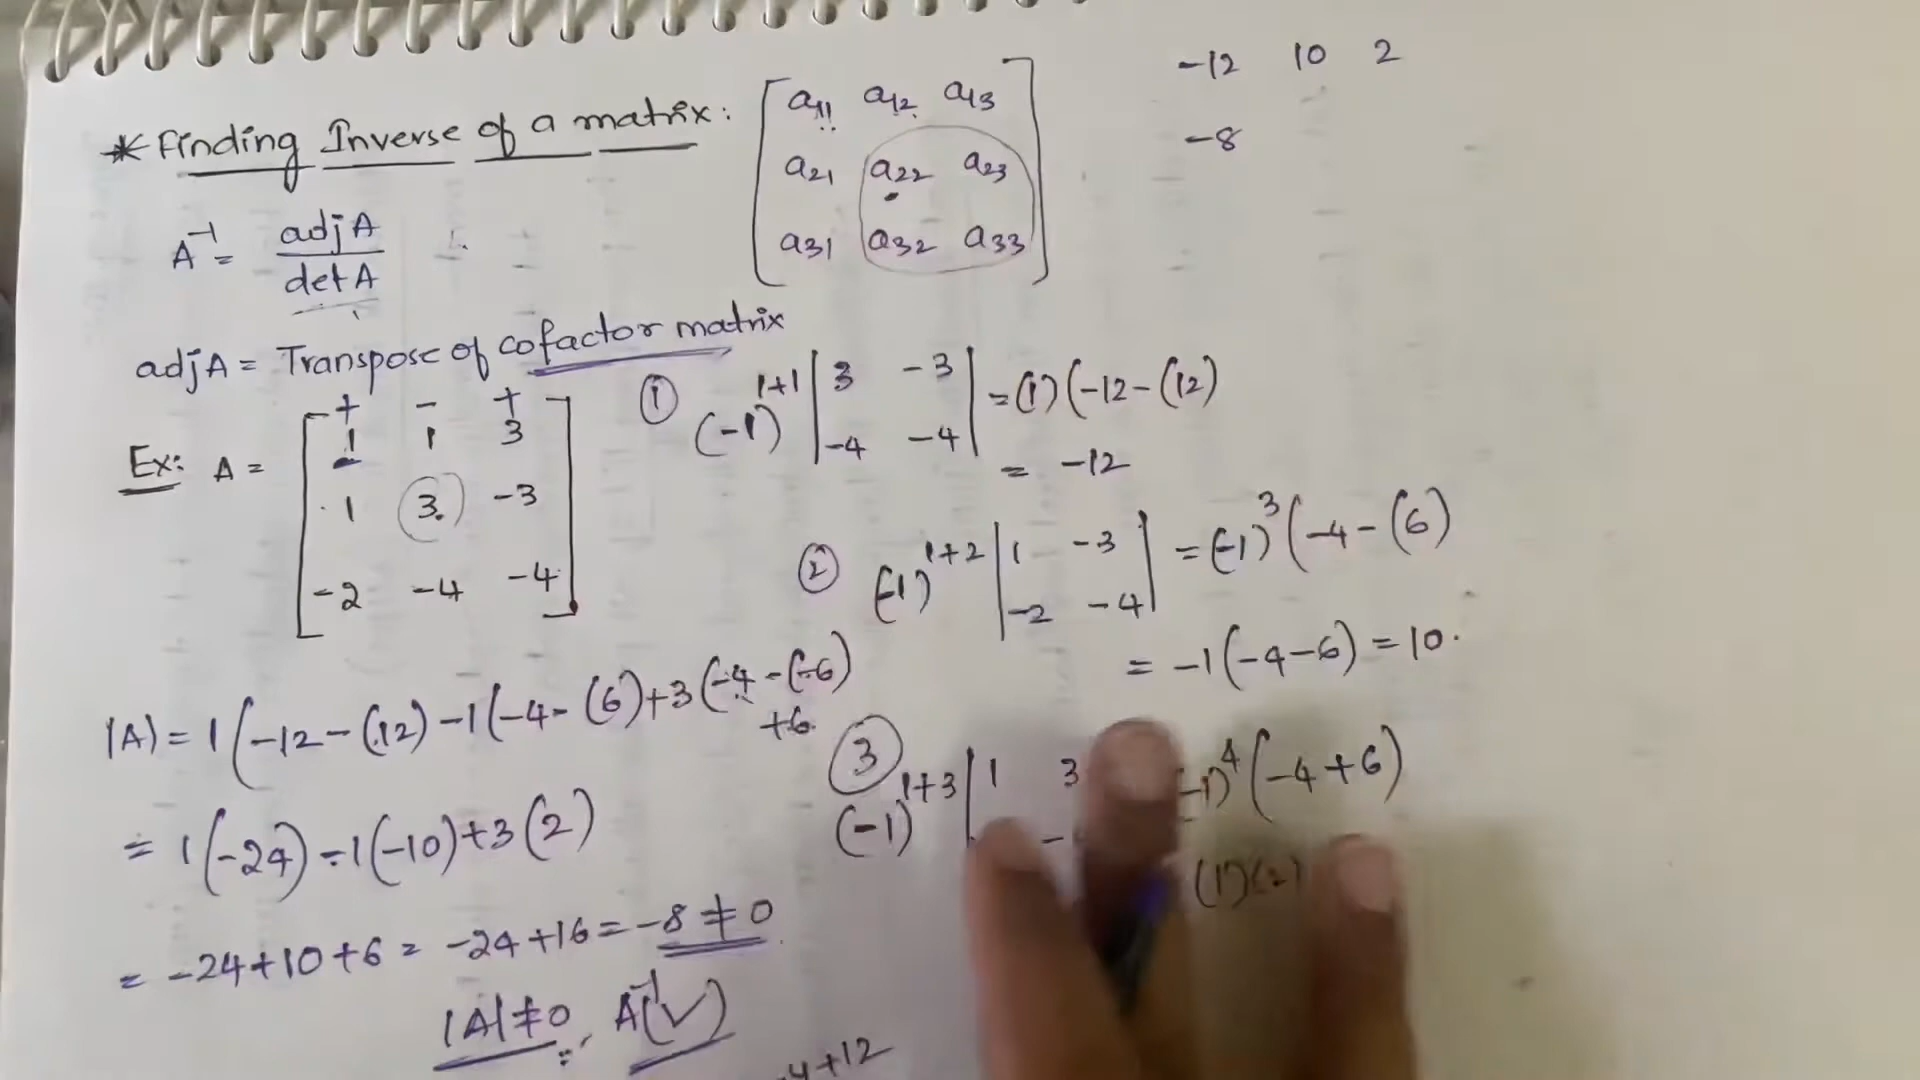 * Finding Inverse of a matrix:
[ a11 a12 a13
a21 a22 a23
a31 a32 a33 ]
-12 10 2
-8
A⁻¹ = adj A / det A
adj A = Transpose of cofactor matrix
+ - +
Ex: A = [ 1 1 3
1 3 -3
-2 -4 -4 ]
|A| = 1(-12-(12)-1(-4-(6)+3(-4-(-6)
+6
= 1(-24)-1(-10)+3(2)
= -24+10+6 = -24+16 = -8 ≠ 0
|A| ≠ 0, A⁻¹(✓)
① (-1)¹⁺¹ | 3 -3
-4 -4 | = (1)(-12-(12)
= -12
② (-1)¹⁺² | 1 -3
-2 -4 | = (-1)³(-4-(6)
= -1(-4-6) = 10.
③ (-1)¹⁺³ | 1 3
(-1)⁴(-4+6)
(1)(2)
4+12